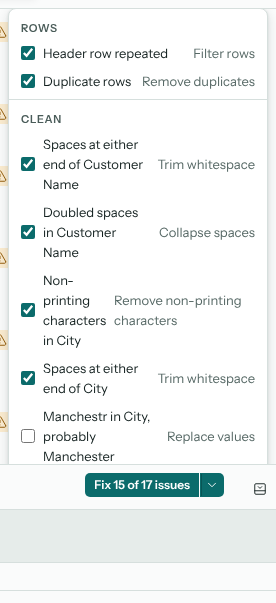 ROWS
Header row repeated Filter rows
Duplicate rows Remove duplicates
CLEAN
Spaces at either
end of Customer Trim whitespace
Name
Doubled spaces
in Customer Collapse spaces
Name
Non-
printing Remove non-printing
characters characters
in City
Spaces at either
end of City Trim whitespace
Manchestr in City,
probably Replace values
Manchester
Fix 15 of 17 issues